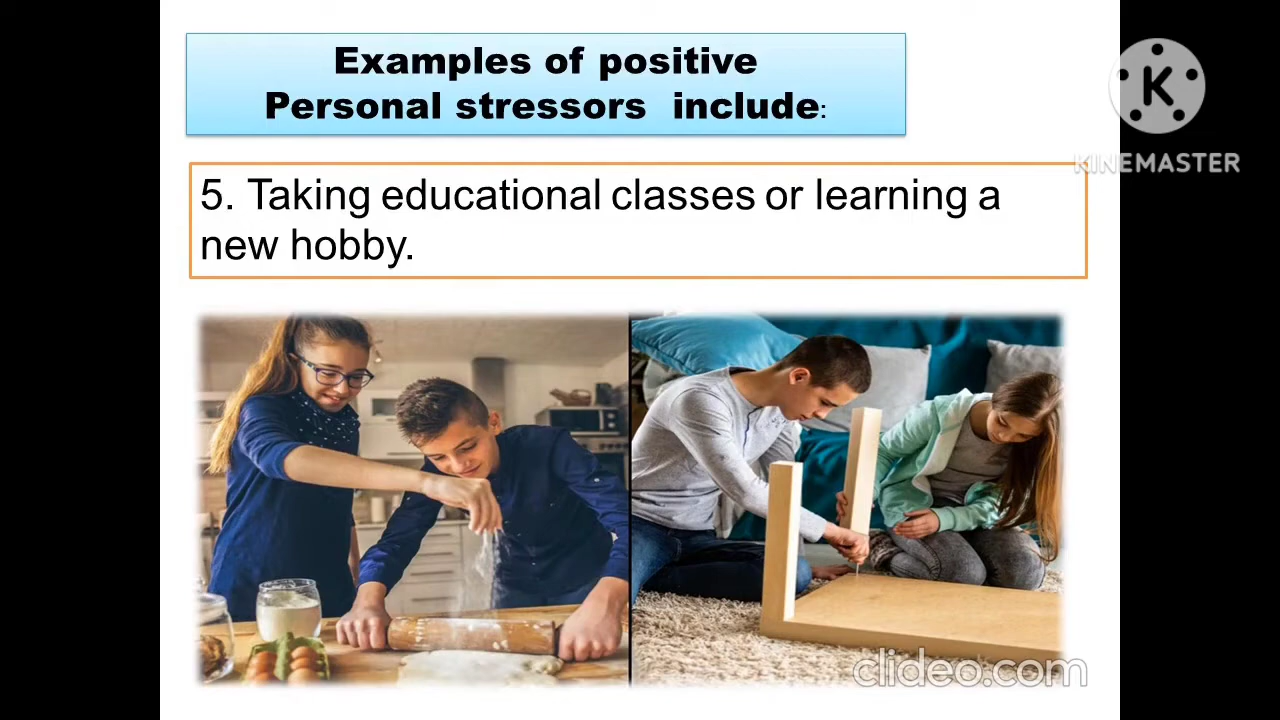 Examples of positive
Personal stressors include:
K
KINEMASTER
5. Taking educational classes or learning a
new hobby.
clideo.com